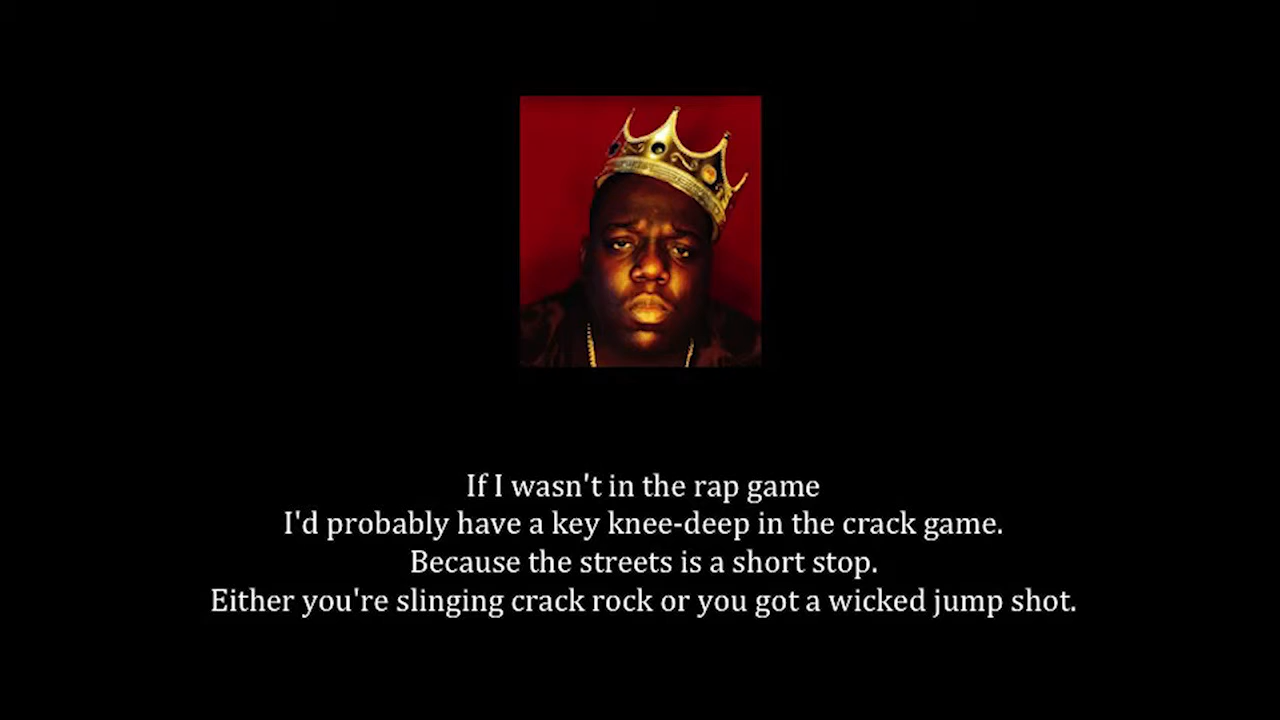 If I wasn't in the rap game
I'd probably have a key knee-deep in the crack game.
Because the streets is a short stop.
Either you're slinging crack rock or you got a wicked jump shot.